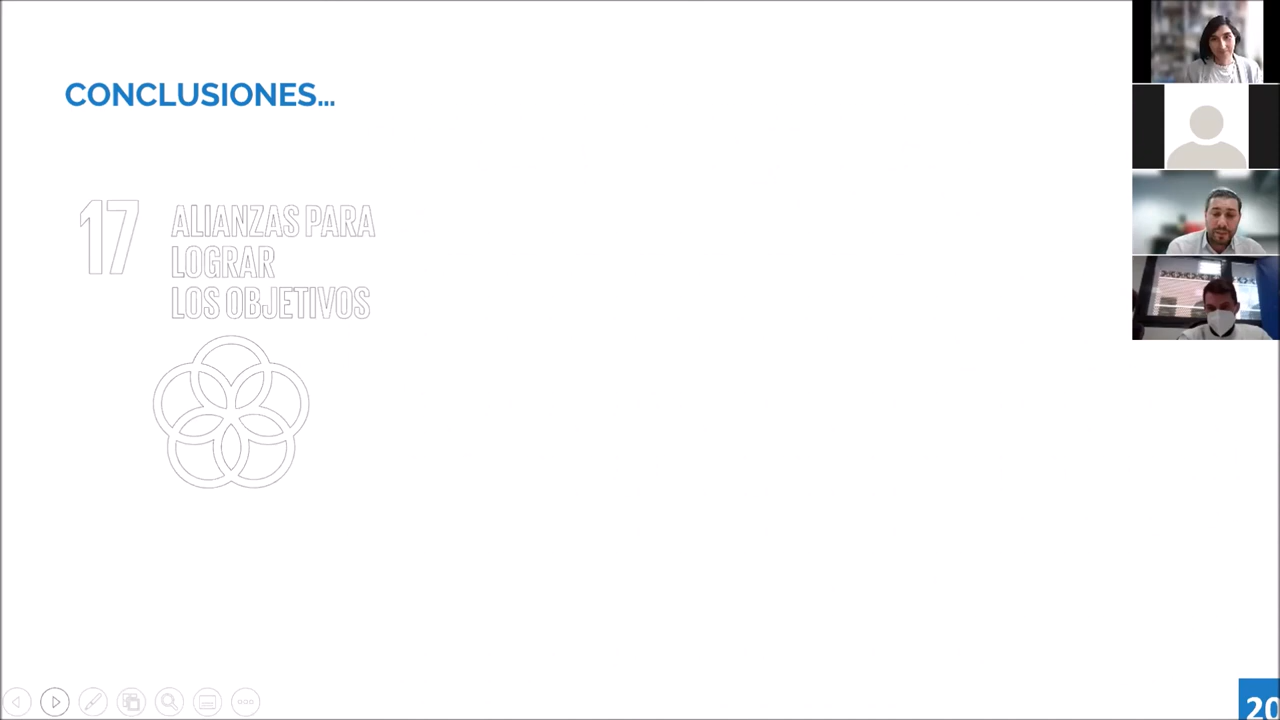 CONCLUSIONES...
17
ALIANZAS PARA
LOGRAR
LOS OBJETIVOS
20